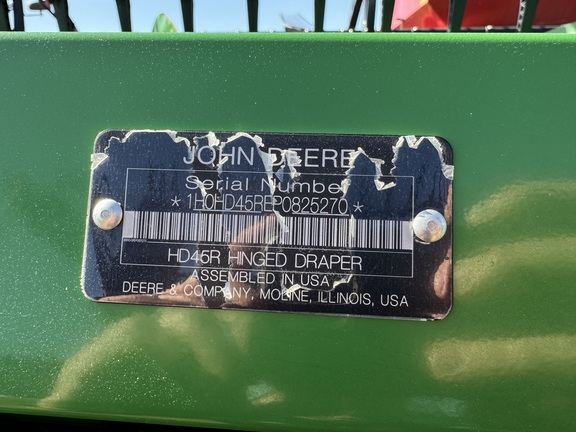 JOHN DEERE
Serial Number
*1H0HD45REP0825270*
HD45R HINGED DRAPER
ASSEMBLED IN USA
DEERE & COMPANY, MOLINE, ILLINOIS, USA